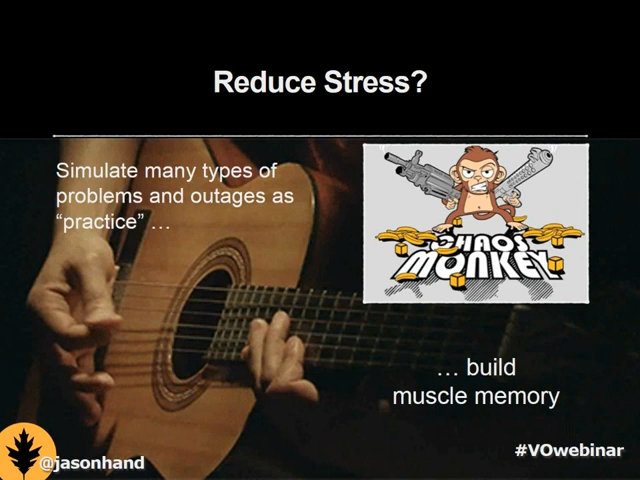 Reduce Stress?
Simulate many types of
problems and outages as
“practice” …
CHAOS
MONKEY
… build
muscle memory
#VOwebinar
@jasonhand